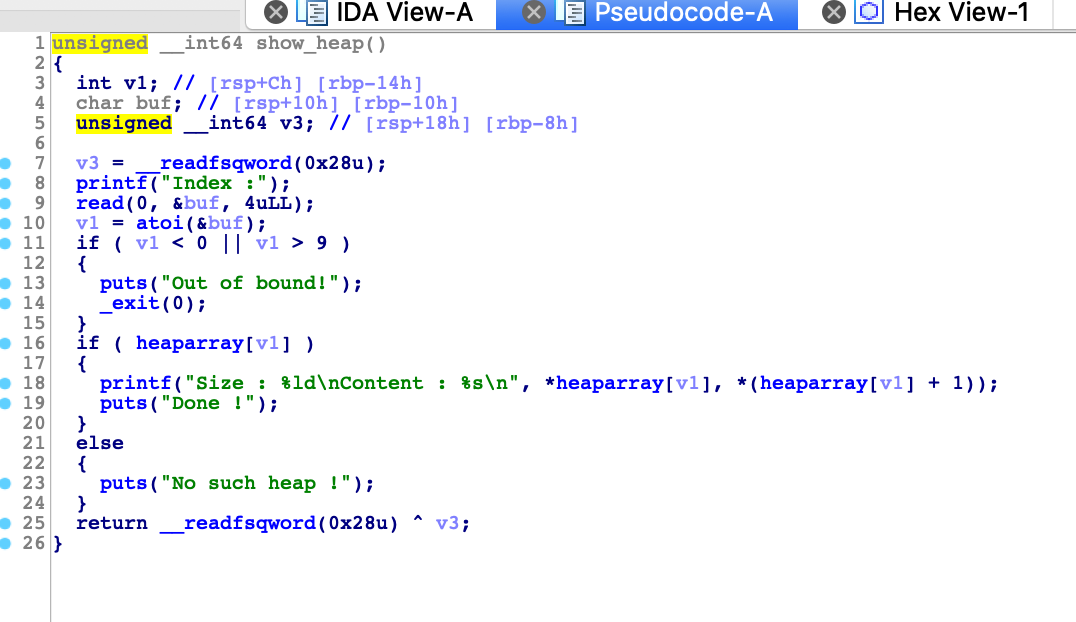 IDA View-A Pseudocode-A Hex View-1
1 unsigned __int64 show_heap()
2 {
3 int v1; // [rsp+Ch] [rbp-14h]
4 char buf; // [rsp+10h] [rbp-10h]
5 unsigned __int64 v3; // [rsp+18h] [rbp-8h]
6
7 v3 = __readfsqword(0x28u);
8 printf("Index :");
9 read(0, &buf, 4uLL);
10 v1 = atoi(&buf);
11 if ( v1 < 0 || v1 > 9 )
12 {
13 puts("Out of bound!");
14 _exit(0);
15 }
16 if ( heaparray[v1] )
17 {
18 printf("Size : %ld\nContent : %s\n", *heaparray[v1], *(heaparray[v1] + 1));
19 puts("Done !");
20 }
21 else
22 {
23 puts("No such heap !");
24 }
25 return __readfsqword(0x28u) ^ v3;
26 }